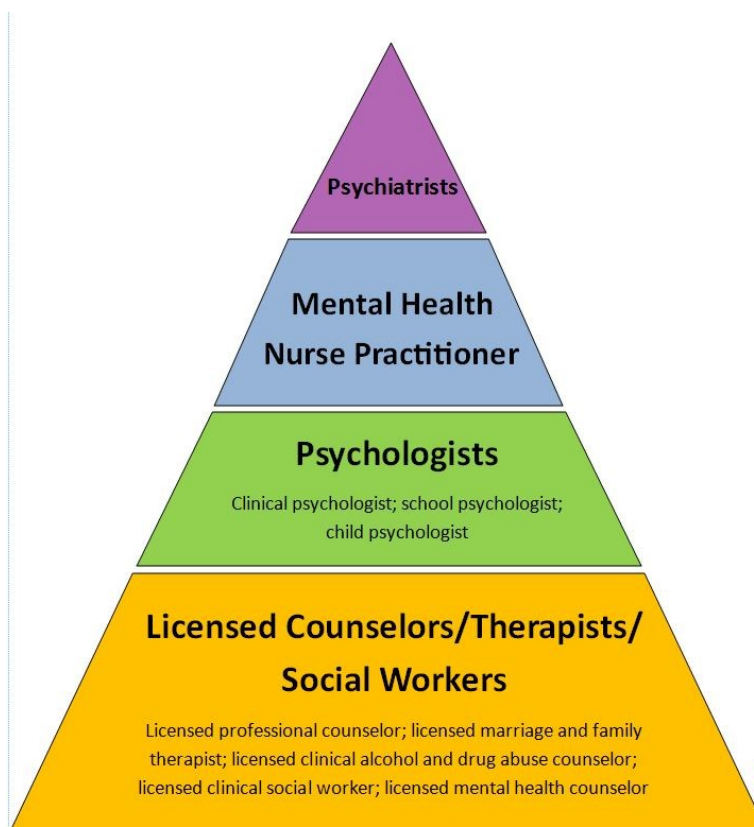 Psychiatrists
Mental Health
Nurse Practitioner
Psychologists
Clinical psychologist; school psychologist;
child psychologist
Licensed Counselors/Therapists/
Social Workers
Licensed professional counselor; licensed marriage and family
therapist; licensed clinical alcohol and drug abuse counselor;
licensed clinical social worker; licensed mental health counselor